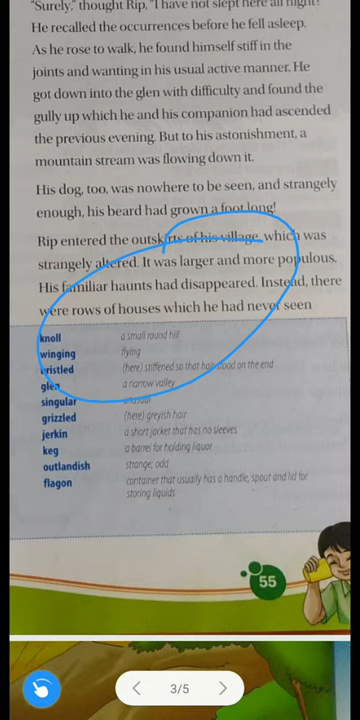 "Surely," thought Rip. "I have not slept here all night!
He recalled the occurrences before he fell asleep.
As he rose to walk, he found himself stiff in the
joints and wanting in his usual active manner. He
got down into the glen with difficulty and found the
gully up which he and his companion had ascended
the previous evening. But to his astonishment, a
mountain stream was flowing down it.
His dog, too, was nowhere to be seen, and strangely
enough, his beard had grown a foot long!
Rip entered the outskirts of his village, which was
strangely altered. It was larger and more populous.
His familiar haunts had disappeared. Instead, there
were rows of houses which he had never seen
knoll a small round hill
winging flying
bristled (here) stiffened so that hair stood on the end
glen a narrow valley
singular unusual
grizzled (here) greyish hair
jerkin a short jacket that has no sleeves
keg a barrel for holding liquor
outlandish strange, odd
flagon container that usually has a handle, spout and lid for
storing liquids
55
3/5